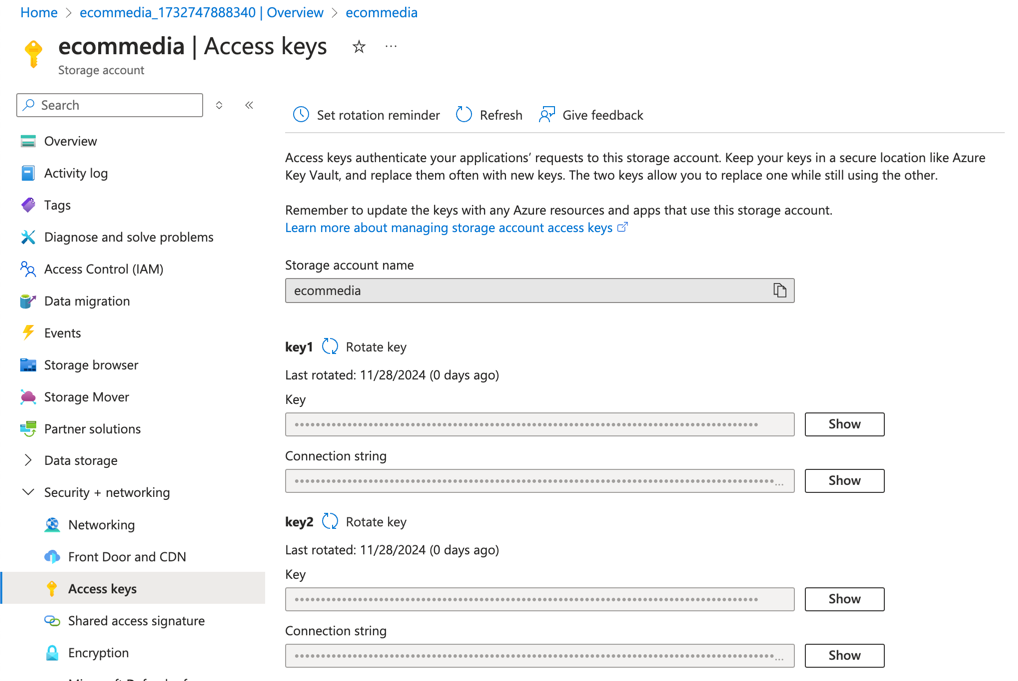 Home > ecommedia_1732747888340 | Overview > ecommedia
ecommedia | Access keys
Storage account
Search
Overview
Activity log
Tags
Diagnose and solve problems
Access Control (IAM)
Data migration
Events
Storage browser
Storage Mover
Partner solutions
Data storage
Security + networking
Networking
Front Door and CDN
Access keys
Shared access signature
Encryption
Set rotation reminder
Refresh
Give feedback
Access keys authenticate your applications’ requests to this storage account. Keep your keys in a secure location like Azure
Key Vault, and replace them often with new keys. The two keys allow you to replace one while still using the other.
Remember to update the keys with any Azure resources and apps that use this storage account.
Learn more about managing storage account access keys
Storage account name
ecommedia
key1 Rotate key
Last rotated: 11/28/2024 (0 days ago)
Key
Show
Connection string
Show
key2 Rotate key
Last rotated: 11/28/2024 (0 days ago)
Key
Show
Connection string
Show